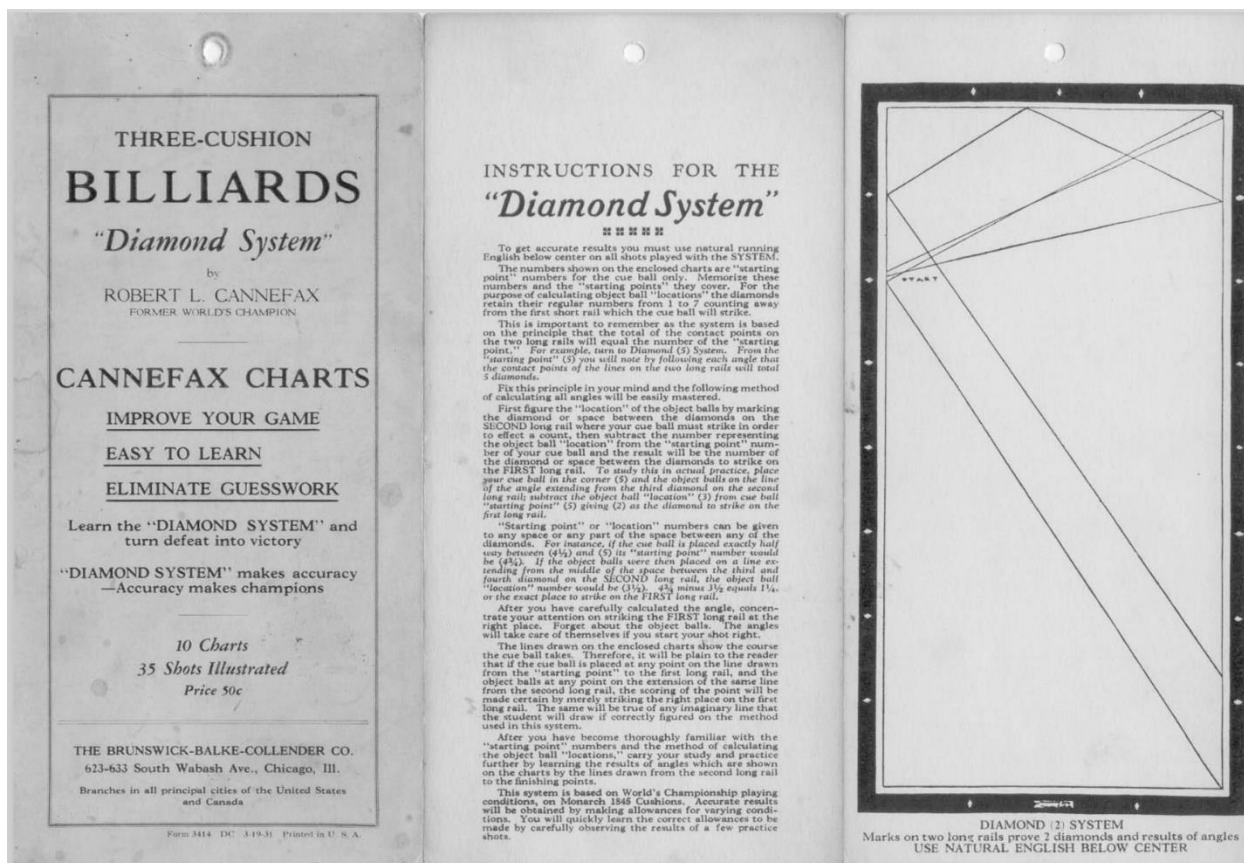 THREE-CUSHION
BILLIARDS
"Diamond System"
by
ROBERT L. CANNEFAX
FORMER WORLD'S CHAMPION
CANNEFAX CHARTS
IMPROVE YOUR GAME
EASY TO LEARN
ELIMINATE GUESSWORK
Learn the "DIAMOND SYSTEM" and
turn defeat into victory
"DIAMOND SYSTEM" makes accuracy
—Accuracy makes champions
10 Charts
35 Shots Illustrated
Price 50c
THE BRUNSWICK-BALKE-COLLENDER CO.
623-633 South Wabash Ave., Chicago, Ill.
Branches in all principal cities of the United States
and Canada
Form 3414 DC 3-19-31 Printed in U. S. A.
INSTRUCTIONS FOR THE
"Diamond System"
To get accurate results you must use natural running
English below center on all shots played with the SYSTEM.
The numbers shown on the enclosed charts are "starting
point" numbers for the cue ball only. Memorize these
numbers and the "starting points" they cover. For the
purpose of calculating object ball "locations" the diamonds
retain their regular numbers from 1 to 7 counting away
from the first short rail which the cue ball will strike.
This is important to remember as the system is based
on the principle that the total of the contact points on
the two long rails will equal the number of the "starting
point." For example, turn to Diamond (5) System. From the
"starting point" (5) you will note by following each angle that
the contact points of the lines on the two long rails will total
5 diamonds.
Fix this principle in your mind and the following method
of calculating all angles will be easily mastered.
First figure the "location" of the object balls by marking
the diamond or space between the diamonds on the
SECOND long rail where your cue ball must strike in order
to effect a count, then subtract the number representing
the object ball "location" from the "starting point" num-
ber of your cue ball and the result will be the number of
the diamond or space between the diamonds to strike on
the FIRST long rail. To study this in actual practice, place
your cue ball in the corner (5) and the object balls on the line
of the angle extending from the third diamond on the second
long rail; subtract the object ball "location" (3) from cue ball
"starting point" (5) giving (2) as the diamond to strike on the
first long rail.
"Starting point" or "location" numbers can be given
to any space or any part of the space between any of the
diamonds. For instance, if the cue ball is placed exactly half
way between (4½) and (5) its "starting point" number would
be (4¾). If the object balls were then placed on a line ex-
tending from the middle of the space between the third and
fourth diamond on the SECOND long rail, the object ball
"location" number would be (3½). 4¾ minus 3½ equals 1¼,
or the exact place to strike on the FIRST long rail.
After you have carefully calculated the angle, concen-
trate your attention on striking the FIRST long rail at the
right place. Forget about the object balls. The angles
will take care of themselves if you start your shot right.
The lines drawn on the enclosed charts show the course
the cue ball takes. Therefore, it will be plain to the reader
that if the cue ball is placed at any point on the line drawn
from the "starting point" to the first long rail, and the
object balls at any point on the extension of the same line
from the second long rail, the scoring of the point will be
made certain by merely striking the right place on the first
long rail. The same will be true of any imaginary line that
the student will draw if correctly figured on the method
used in this system.
After you have become thoroughly familiar with the
"starting point" numbers and the method of calculating
the object ball "locations," carry your study and practice
further by learning the results of angles which are shown
on the charts by the lines drawn from the second long rail
to the finishing points.
This system is based on World's Championship playing
conditions, on Monarch 1845 Cushions. Accurate results
will be obtained by making allowances for varying condi-
tions. You will quickly learn the correct allowances to be
made by carefully observing the results of a few practice
shots.
START
DIAMOND (2) SYSTEM
Marks on two long rails prove 2 diamonds and results of angles
USE NATURAL ENGLISH BELOW CENTER